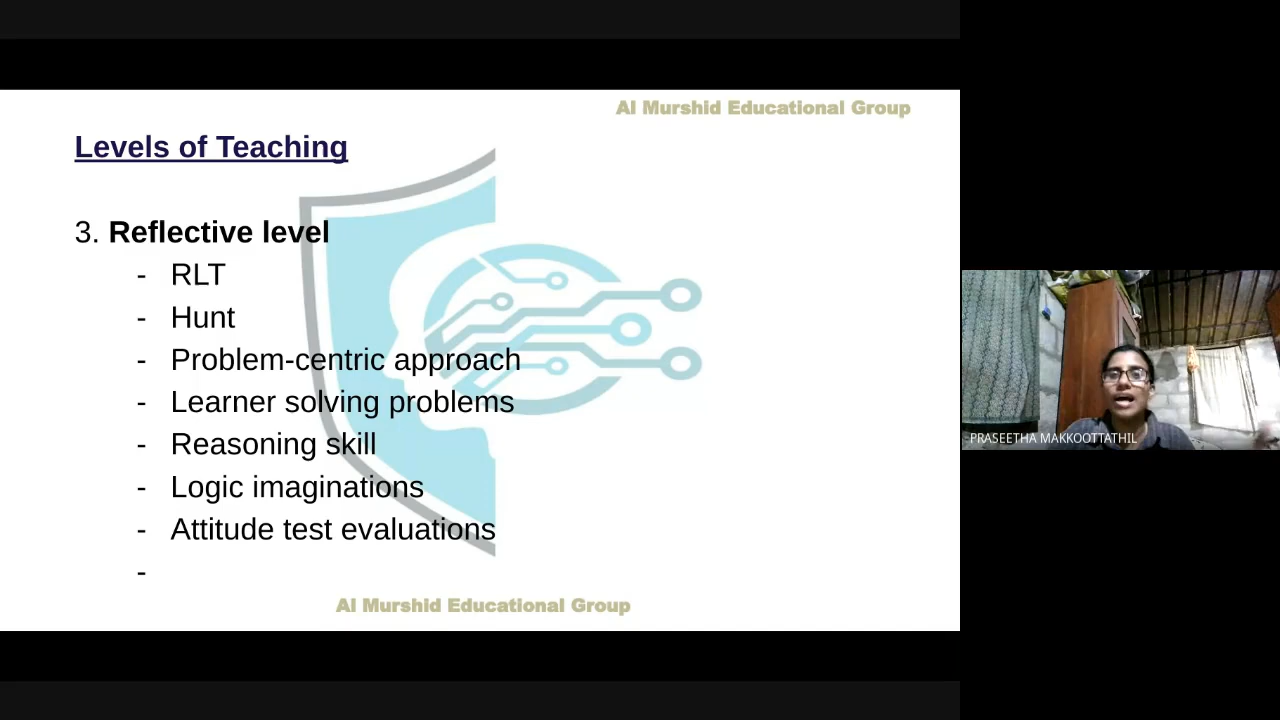 Al Murshid Educational Group
Levels of Teaching
3. Reflective level
- RLT
- Hunt
- Problem-centric approach
- Learner solving problems
- Reasoning skill
- Logic imaginations
- Attitude test evaluations
-
Al Murshid Educational Group
PRASEETHA MAKKOOTTATHIL